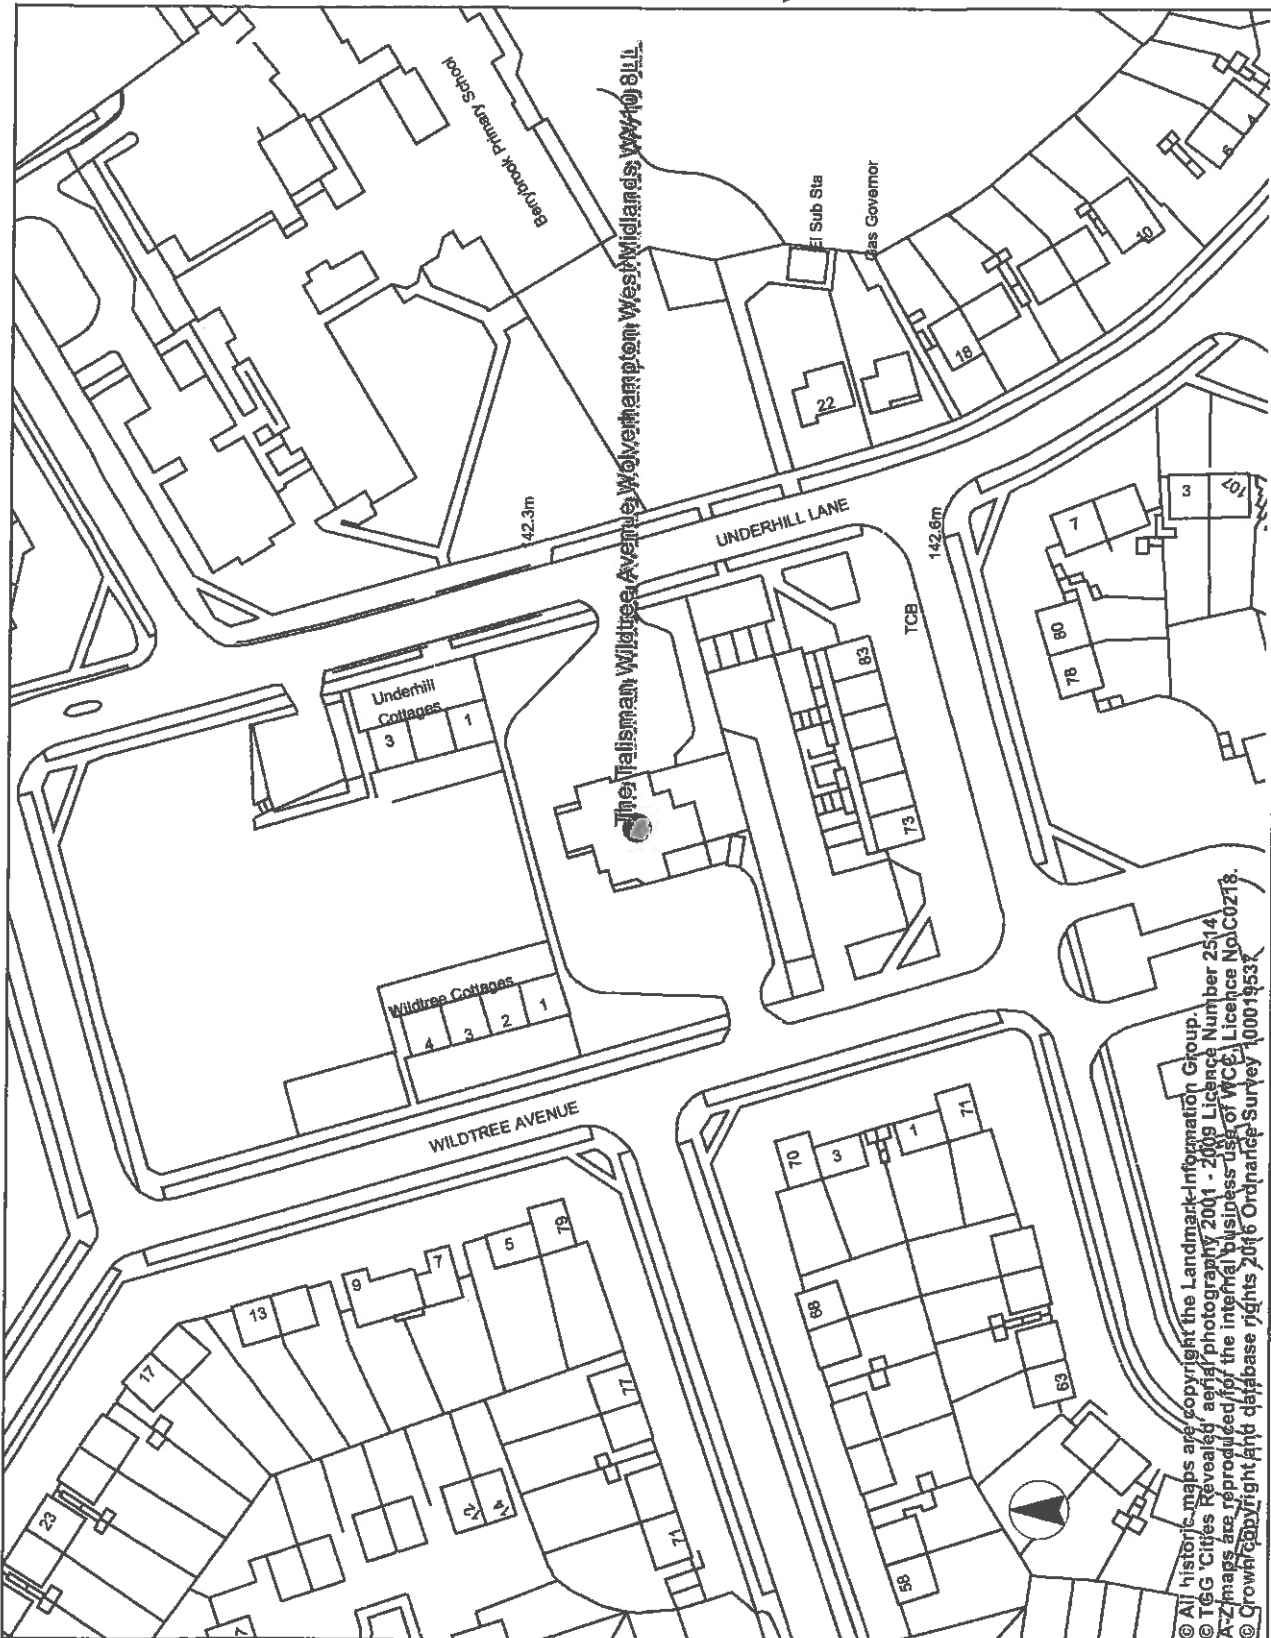 Berrybrook Primary School
The Talisman Wildtree Avenue Wolverhampton West Midlands WV10 8LL
El Sub Sta
Gas Governor
4
6
10
18
22
142.3m
UNDERHILL LANE
142.6m
TCB
83
73
Underhill
Cottages
3
1
Wildtree Cottages
4
3
2
1
WILDTREE AVENUE
7
3
107
80
78
70
3
1
71
79
5
7
9
13
17
23
77
71
68
63
58
© All historic maps are copyright the Landmark Information Group.
© TGG 'Cities Revealed' aerial photography 2001 - 2009 Licence Number 2514
A-Z maps are reproduced for the internal business use of WCC, Licence No.C0218.
© Crown copyright and database rights 2016 Ordnance Survey 100019537